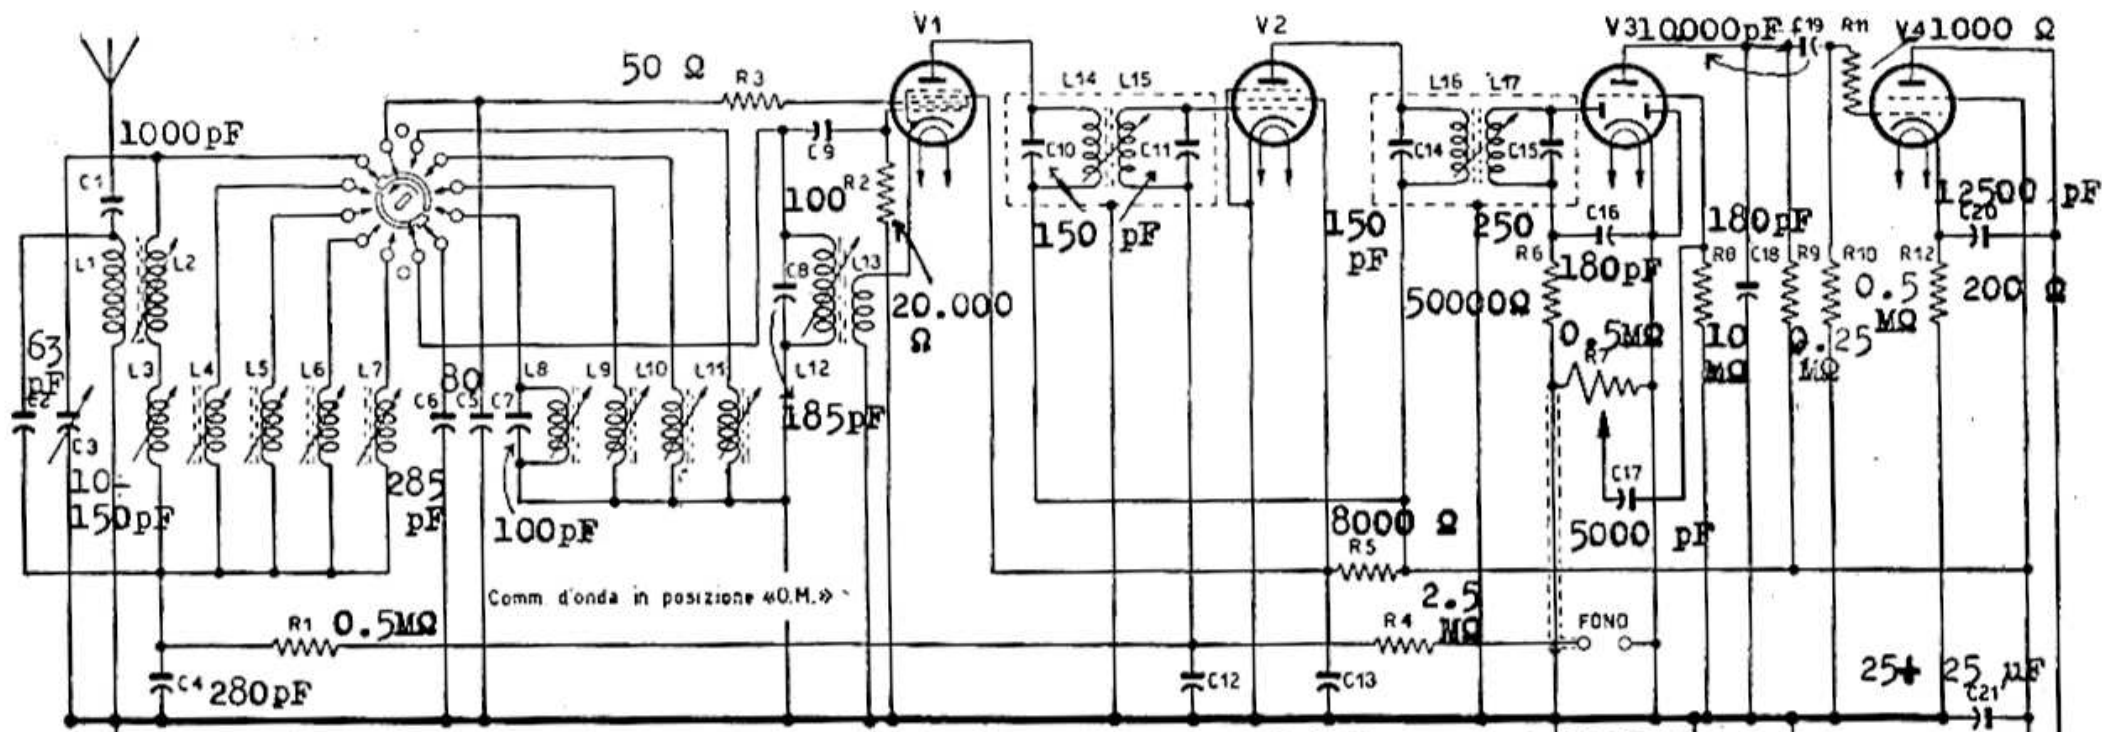 V1
V2
V3
10000pF
C19
R11
V4
1000 Ω
50 Ω
R3
L14
L15
L16
L17
1000pF
C1
C9
100
R2
C10
C11
C14
C15
150 pF
150
pF
250
C16
180pF
180pF
12500 pF
C20
L1
L2
C8
L13
20.000
Ω
R6
50000Ω
R8
C18
R9
R10
R12
0.5
MΩ
200 Ω
63
pF
C2
C3
L3
L4
L5
L6
L7
C6
80
C5
C7
L8
L9
L10
L11
L12
185pF
0.5MΩ
R7
10
MΩ
0.25
MΩ
10÷
150pF
285
pF
100pF
8000 Ω
R5
C17
5000 pF
Comm. d'onda in posizione «O.M.»
R1
0.5MΩ
2.5
MΩ
R4
FONO
C4
280pF
C12
C13
25+ 25 µF
C21